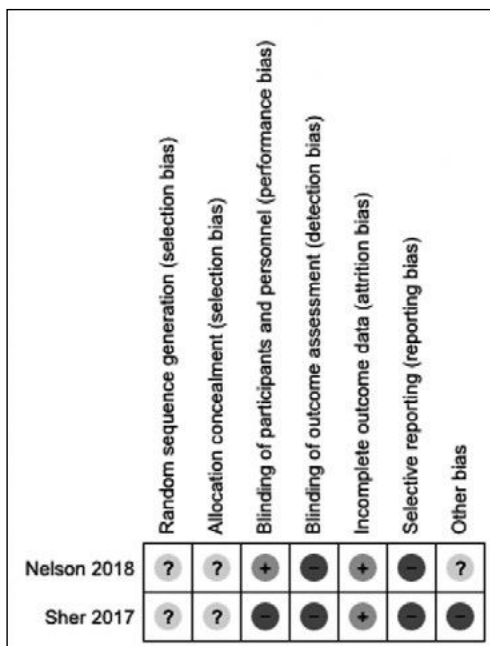 Random sequence generation (selection bias)
Allocation concealment (selection bias)
Blinding of participants and personnel (performance bias)
Blinding of outcome assessment (detection bias)
Incomplete outcome data (attrition bias)
Selective reporting (reporting bias)
Other bias
Nelson 2018 ? ? + − + − ?
Sher 2017 ? ? − − + − −